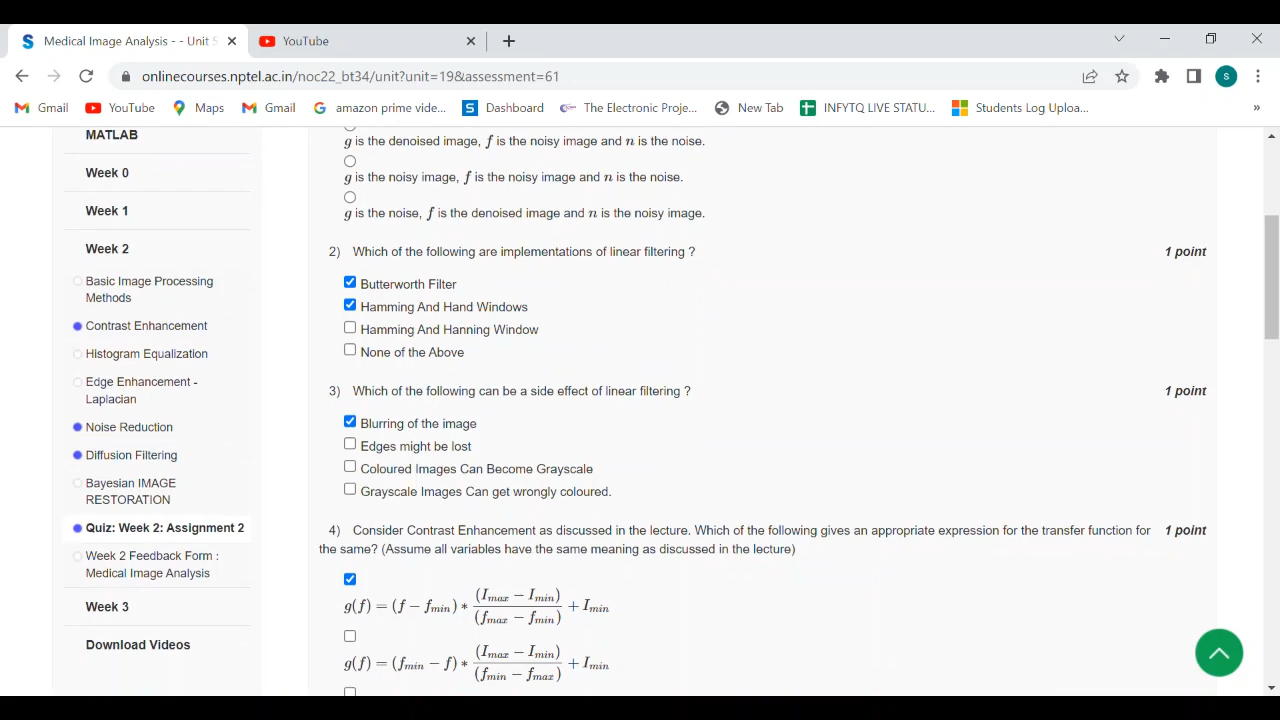 Medical Image Analysis - - Unit 5
YouTube
onlinecourses.nptel.ac.in/noc22_bt34/unit?unit=19&assessment=61
S
Gmail
YouTube
Maps
Gmail
amazon prime vide...
Dashboard
The Electronic Proje...
New Tab
INFYTQ LIVE STATU...
Students Log Uploa...
»
MATLAB
Week 0
Week 1
Week 2
Basic Image Processing
Methods
Contrast Enhancement
Histogram Equalization
Edge Enhancement -
Laplacian
Noise Reduction
Diffusion Filtering
Bayesian IMAGE
RESTORATION
Quiz: Week 2: Assignment 2
Week 2 Feedback Form :
Medical Image Analysis
Week 3
Download Videos
g is the denoised image, f is the noisy image and n is the noise.
g is the noisy image, f is the noisy image and n is the noise.
g is the noise, f is the denoised image and n is the noisy image.
2) Which of the following are implementations of linear filtering ? 1 point
Butterworth Filter
Hamming And Hand Windows
Hamming And Hanning Window
None of the Above
3) Which of the following can be a side effect of linear filtering ? 1 point
Blurring of the image
Edges might be lost
Coloured Images Can Become Grayscale
Grayscale Images Can get wrongly coloured.
4) Consider Contrast Enhancement as discussed in the lecture. Which of the following gives an appropriate expression for the transfer function for 1 point
the same? (Assume all variables have the same meaning as discussed in the lecture)
g(f) = (f − f_min) * (I_max − I_min) / (f_max − f_min) + I_min
g(f) = (f_min − f) * (I_max − I_min) / (f_min − f_max) + I_min